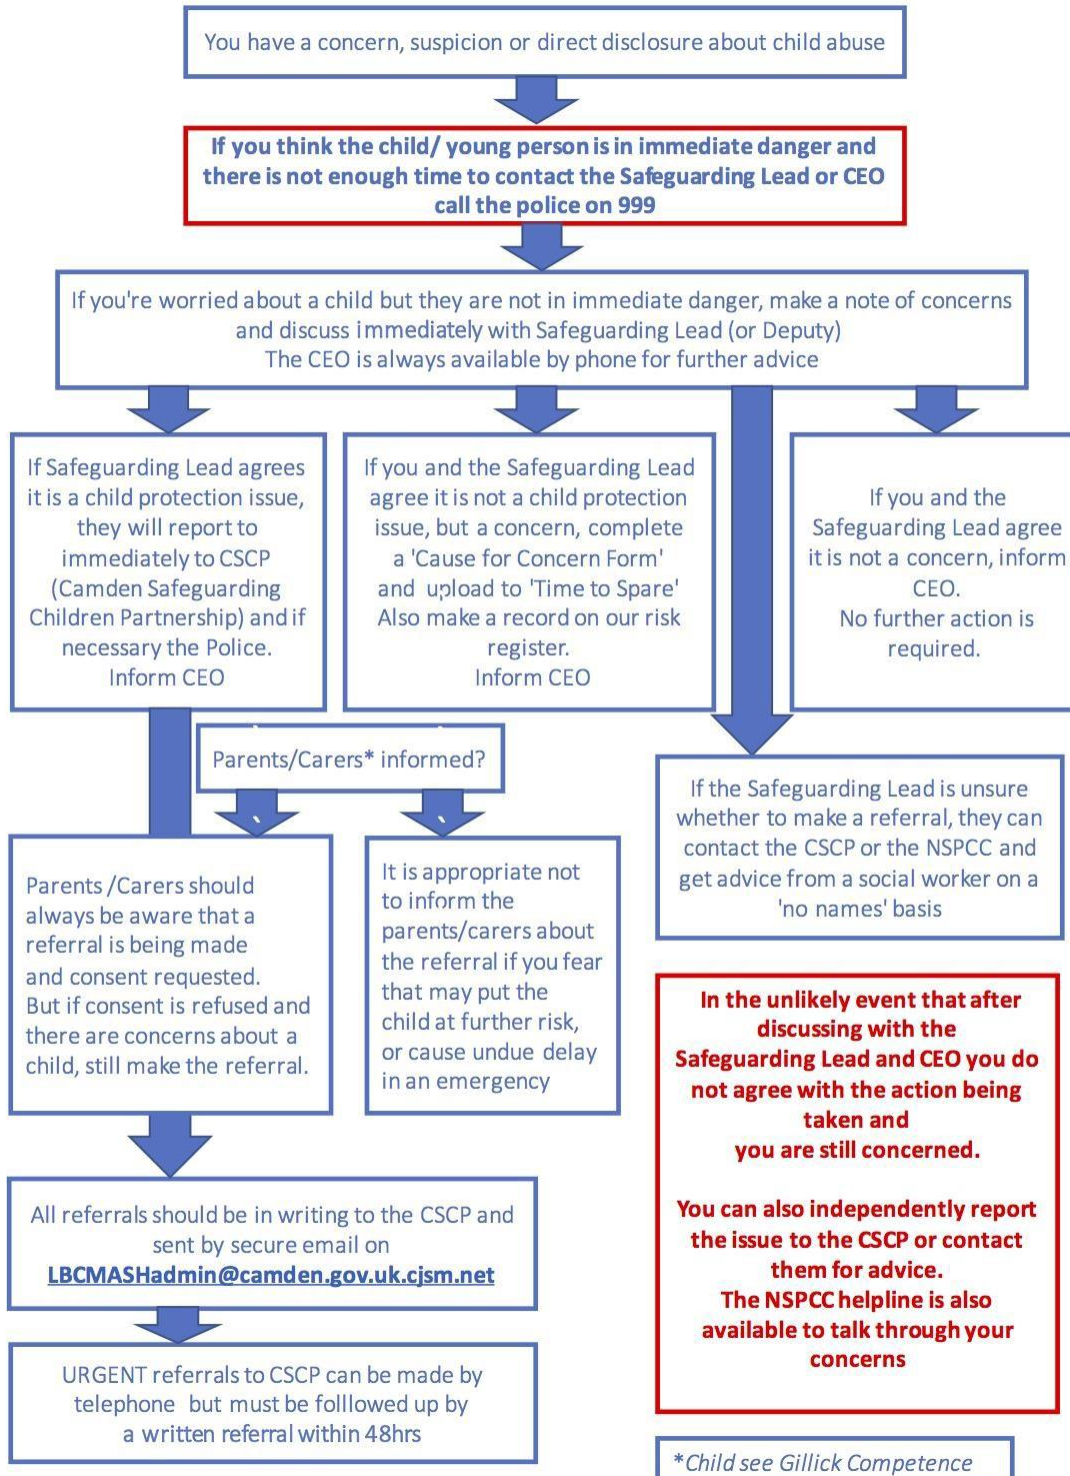 You have a concern, suspicion or direct disclosure about child abuse
If you think the child/ young person is in immediate danger and
there is not enough time to contact the Safeguarding Lead or CEO
call the police on 999
If you're worried about a child but they are not in immediate danger, make a note of concerns
and discuss immediately with Safeguarding Lead (or Deputy)
The CEO is always available by phone for further advice
If Safeguarding Lead agrees
it is a child protection issue,
they will report to
immediately to CSCP
(Camden Safeguarding
Children Partnership) and if
necessary the Police.
Inform CEO
If you and the Safeguarding Lead
agree it is not a child protection
issue, but a concern, complete
a 'Cause for Concern Form'
and upload to 'Time to Spare'
Also make a record on our risk
register.
Inform CEO
If you and the
Safeguarding Lead agree
it is not a concern, inform
CEO.
No further action is
required.
Parents/Carers* informed?
Parents /Carers should
always be aware that a
referral is being made
and consent requested.
But if consent is refused and
there are concerns about a
child, still make the referral.
It is appropriate not
to inform the
parents/carers about
the referral if you fear
that may put the
child at further risk,
or cause undue delay
in an emergency
If the Safeguarding Lead is unsure
whether to make a referral, they can
contact the CSCP or the NSPCC and
get advice from a social worker on a
'no names' basis
In the unlikely event that after
discussing with the
Safeguarding Lead and CEO you do
not agree with the action being
taken and
you are still concerned.
You can also independently report
the issue to the CSCP or contact
them for advice.
The NSPCC helpline is also
available to talk through your
concerns
All referrals should be in writing to the CSCP and
sent by secure email on
LBCMASHadmin@camden.gov.uk.cjsm.net
URGENT referrals to CSCP can be made by
telephone but must be folllowed up by
a written referral within 48hrs
*Child see Gillick Competence